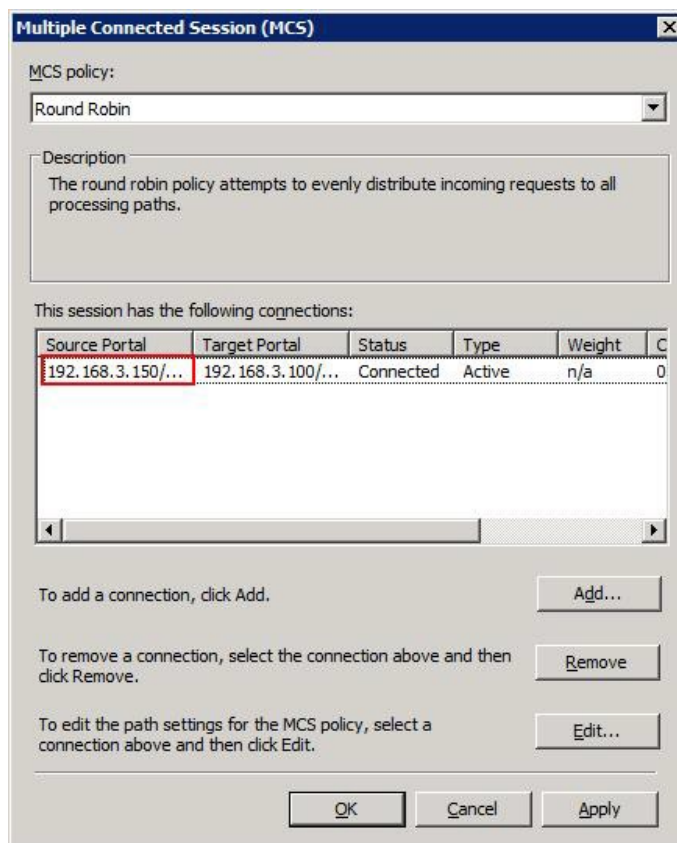 Multiple Connected Session (MCS)
MCS policy:
Round Robin
Description
The round robin policy attempts to evenly distribute incoming requests to all
processing paths.
This session has the following connections:
Source Portal Target Portal Status Type Weight C
192.168.3.150/... 192.168.3.100/... Connected Active n/a 0
To add a connection, click Add.
Add...
To remove a connection, select the connection above and then
click Remove.
Remove
To edit the path settings for the MCS policy, select a
connection above and then click Edit.
Edit...
OK Cancel Apply